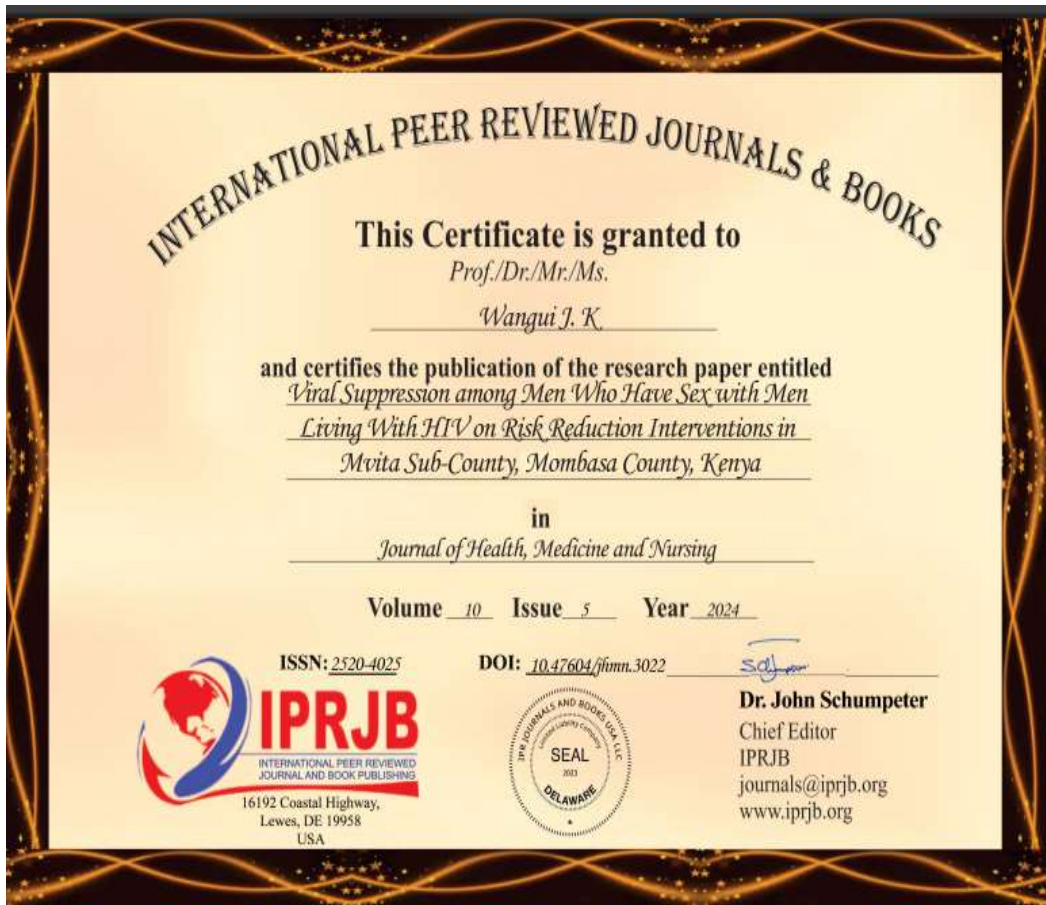 INTERNATIONAL PEER REVIEWED JOURNALS & BOOKS
This Certificate is granted to
Prof./Dr./Mr./Ms.
Wangui J. K
and certifies the publication of the research paper entitled
Viral Suppression among Men Who Have Sex with Men
Living With HIV on Risk Reduction Interventions in
Mvita Sub-County, Mombasa County, Kenya
in
Journal of Health, Medicine and Nursing
Volume 10 Issue 5 Year 2024
ISSN: 2520-4025 DOI: 10.47604/jhmn.3022
IPRJB
INTERNATIONAL PEER REVIEWED
JOURNAL AND BOOK PUBLISHING
16192 Coastal Highway,
Lewes, DE 19958
USA
IPR JOURNALS AND BOOKS USA LLC
Limited Liability Company
SEAL
2023
DELAWARE
Dr. John Schumpeter
Chief Editor
IPRJB
journals@iprjb.org
www.iprjb.org